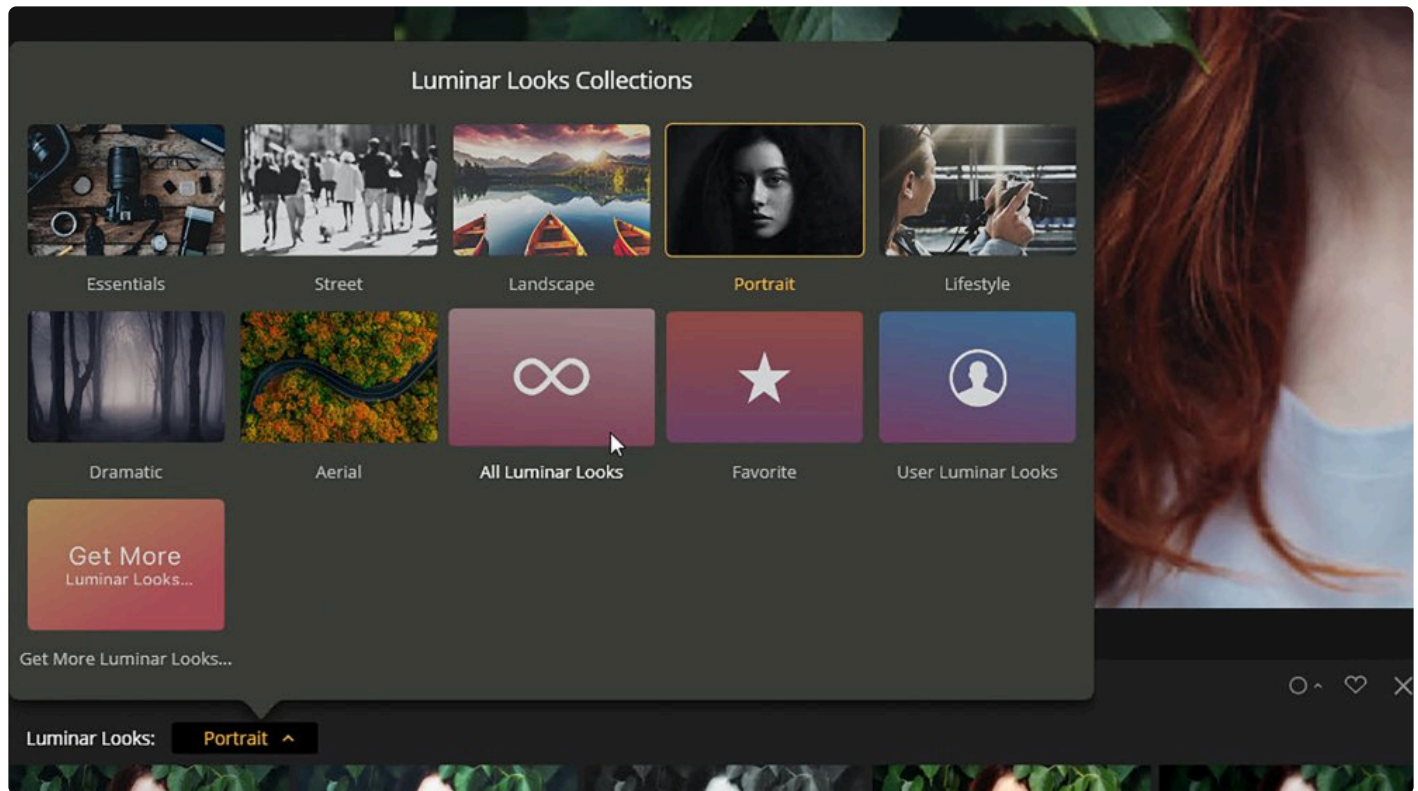 Luminar Looks Collections
Essentials
Street
Landscape
Portrait
Lifestyle
Dramatic
Aerial
All Luminar Looks
Favorite
User Luminar Looks
Get More
Luminar Looks...
Get More Luminar Looks...
Luminar Looks:
Portrait